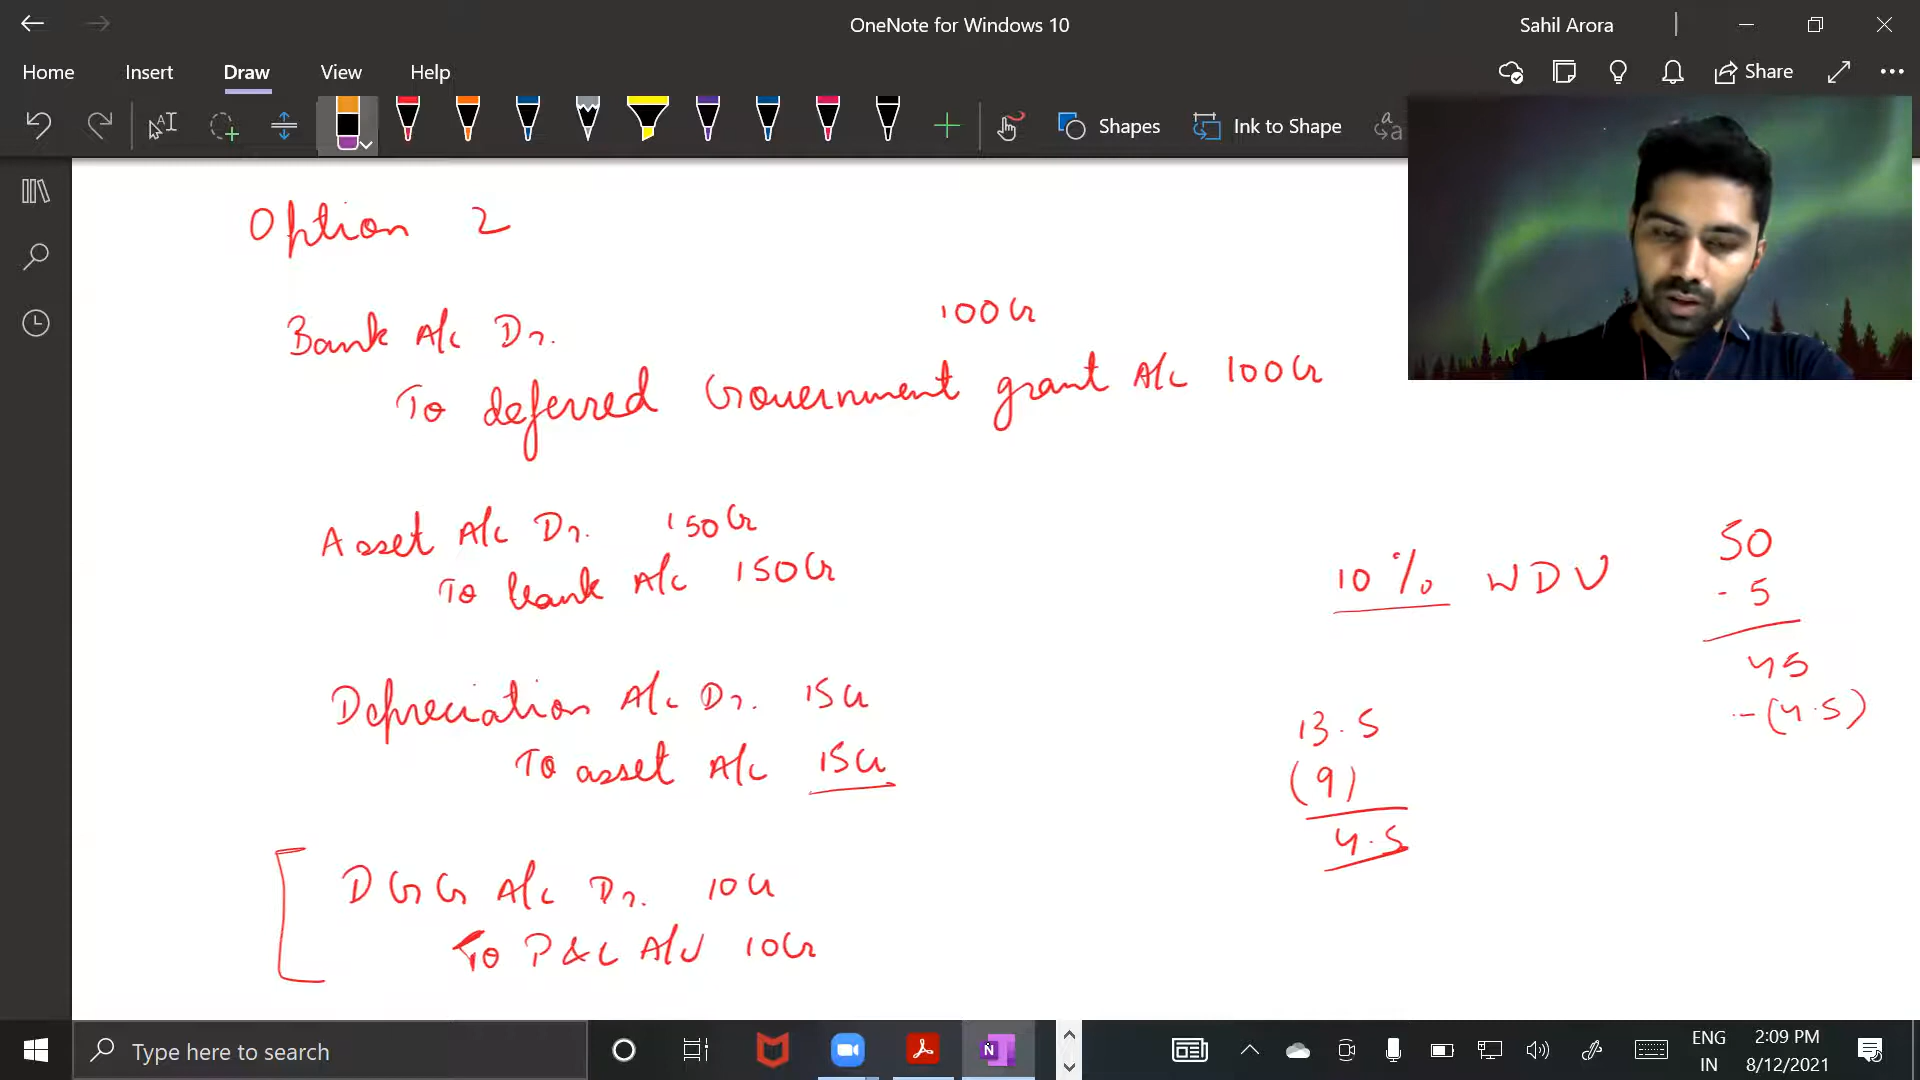 OneNote for Windows 10
Sahil Arora
Home Insert Draw View Help
Share
Shapes
Ink to Shape
Option 2
Bank A/c Dr. 100Cr
To deferred Government grant A/c 100Cr
Asset A/c Dr. 150Cr
To bank A/c 150Cr
Depreciation A/c Dr. 15Cr
To asset A/c 15Cr
DGG A/c Dr. 10Cr
To P&L A/c 10Cr
10% WDV
13.5
(9)
4.5
50
- 5
45
-(4.5)
Type here to search
ENG
IN
2:09 PM
8/12/2021